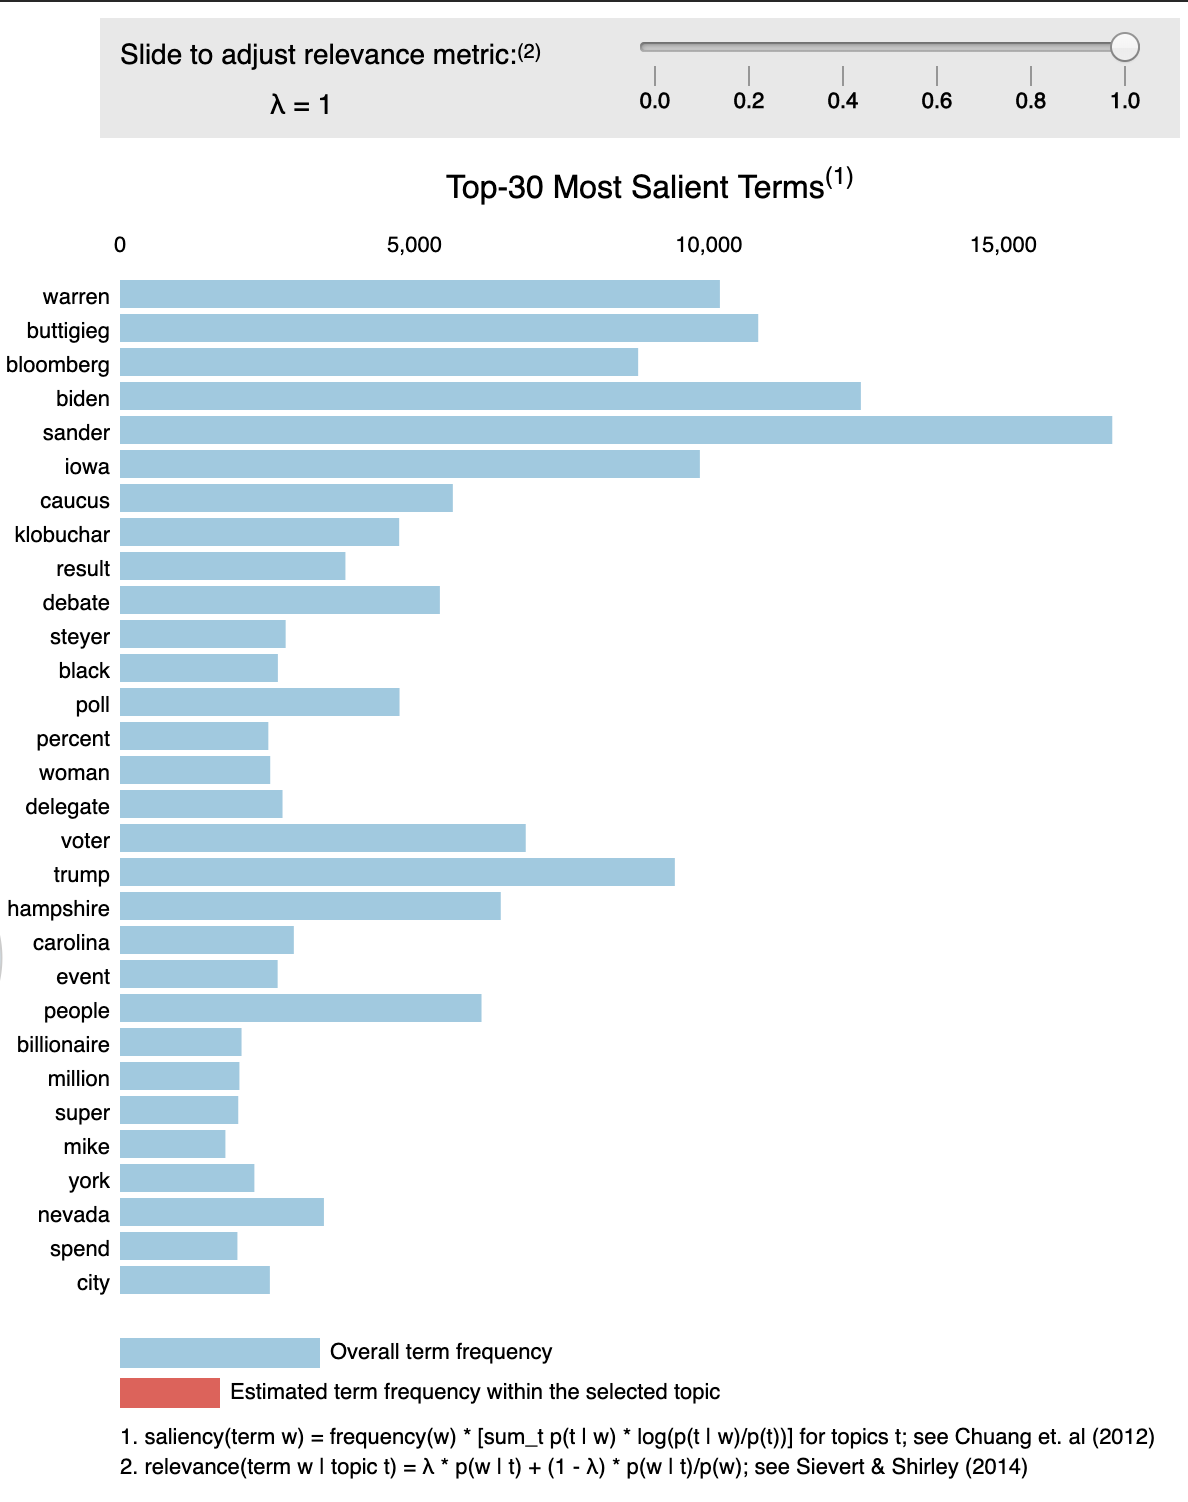 Slide to adjust relevance metric:(2)
λ = 1
0.0 0.2 0.4 0.6 0.8 1.0
Top-30 Most Salient Terms(1)
0 5,000 10,000 15,000
warren
buttigieg
bloomberg
biden
sander
iowa
caucus
klobuchar
result
debate
steyer
black
poll
percent
woman
delegate
voter
trump
hampshire
carolina
event
people
billionaire
million
super
mike
york
nevada
spend
city
Overall term frequency
Estimated term frequency within the selected topic
1. saliency(term w) = frequency(w) * [sum_t p(t | w) * log(p(t | w)/p(t))] for topics t; see Chuang et. al (2012)
2. relevance(term w | topic t) = λ * p(w | t) + (1 - λ) * p(w | t)/p(w); see Sievert & Shirley (2014)